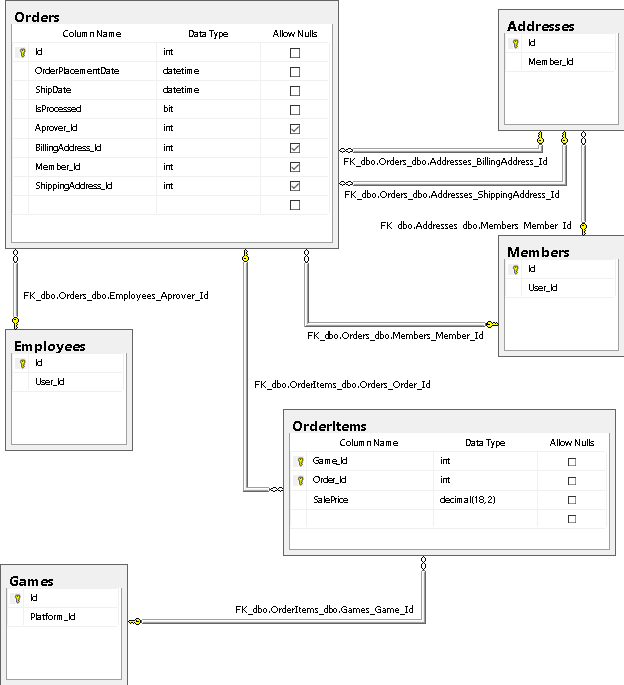 Orders
Column Name Data Type Allow Nulls
Id int
OrderPlacementDate datetime
ShipDate datetime
IsProcessed bit
Aprover_Id int
BillingAddress_Id int
Member_Id int
ShippingAddress_Id int
Addresses
Id
Member_Id
FK_dbo.Orders_dbo.Addresses_BillingAddress_Id
FK_dbo.Orders_dbo.Addresses_ShippingAddress_Id
FK_dbo.Addresses_dbo.Members_Member_Id
Members
Id
User_Id
FK_dbo.Orders_dbo.Employees_Aprover_Id
FK_dbo.Orders_dbo.Members_Member_Id
Employees
Id
User_Id
FK_dbo.OrderItems_dbo.Orders_Order_Id
OrderItems
Column Name Data Type Allow Nulls
Game_Id int
Order_Id int
SalePrice decimal(18, 2)
Games
Id
Platform_Id
FK_dbo.OrderItems_dbo.Games_Game_Id